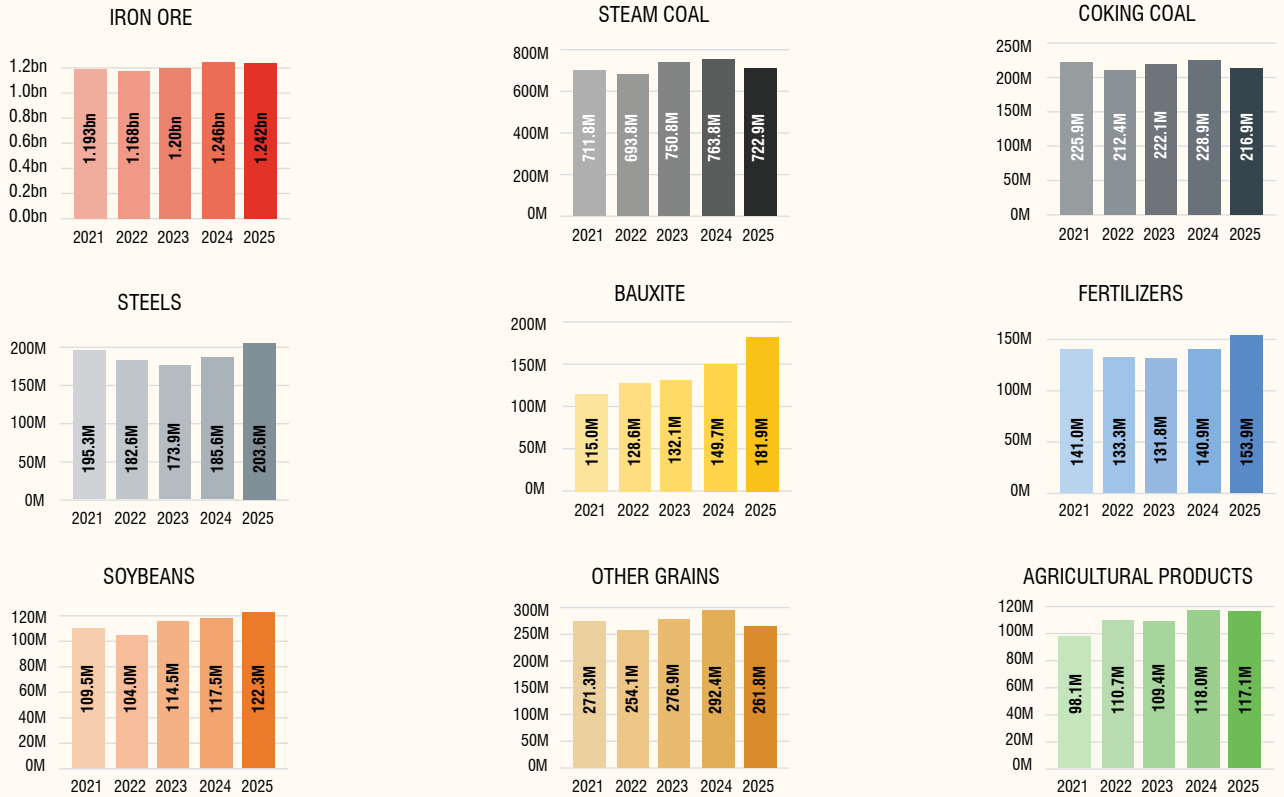 IRON ORE
1.2bn
1.0bn
0.8bn
0.6bn
0.4bn
0.2bn
0.0bn
1.193bn
1.168bn
1.20bn
1.246bn
1.242bn
2021 2022 2023 2024 2025
STEAM COAL
800M
600M
400M
200M
0M
711.8M
693.8M
750.8M
763.8M
722.9M
2021 2022 2023 2024 2025
COKING COAL
250M
200M
150M
100M
50M
0M
225.9M
212.4M
222.1M
228.9M
216.9M
2021 2022 2023 2024 2025
STEELS
200M
150M
100M
50M
0M
195.3M
182.6M
173.9M
185.6M
203.6M
2021 2022 2023 2024 2025
BAUXITE
200M
150M
100M
50M
0M
115.0M
128.6M
132.1M
149.7M
181.9M
2021 2022 2023 2024 2025
FERTILIZERS
150M
100M
50M
0M
141.0M
133.3M
131.8M
140.9M
153.9M
2021 2022 2023 2024 2025
SOYBEANS
120M
100M
80M
60M
40M
20M
0M
109.5M
104.0M
114.5M
117.5M
122.3M
2021 2022 2023 2024 2025
OTHER GRAINS
300M
250M
200M
150M
100M
50M
0M
271.3M
254.1M
276.9M
292.4M
261.8M
2021 2022 2023 2024 2025
AGRICULTURAL PRODUCTS
120M
100M
80M
60M
40M
20M
0M
98.1M
110.7M
109.4M
118.0M
117.1M
2021 2022 2023 2024 2025